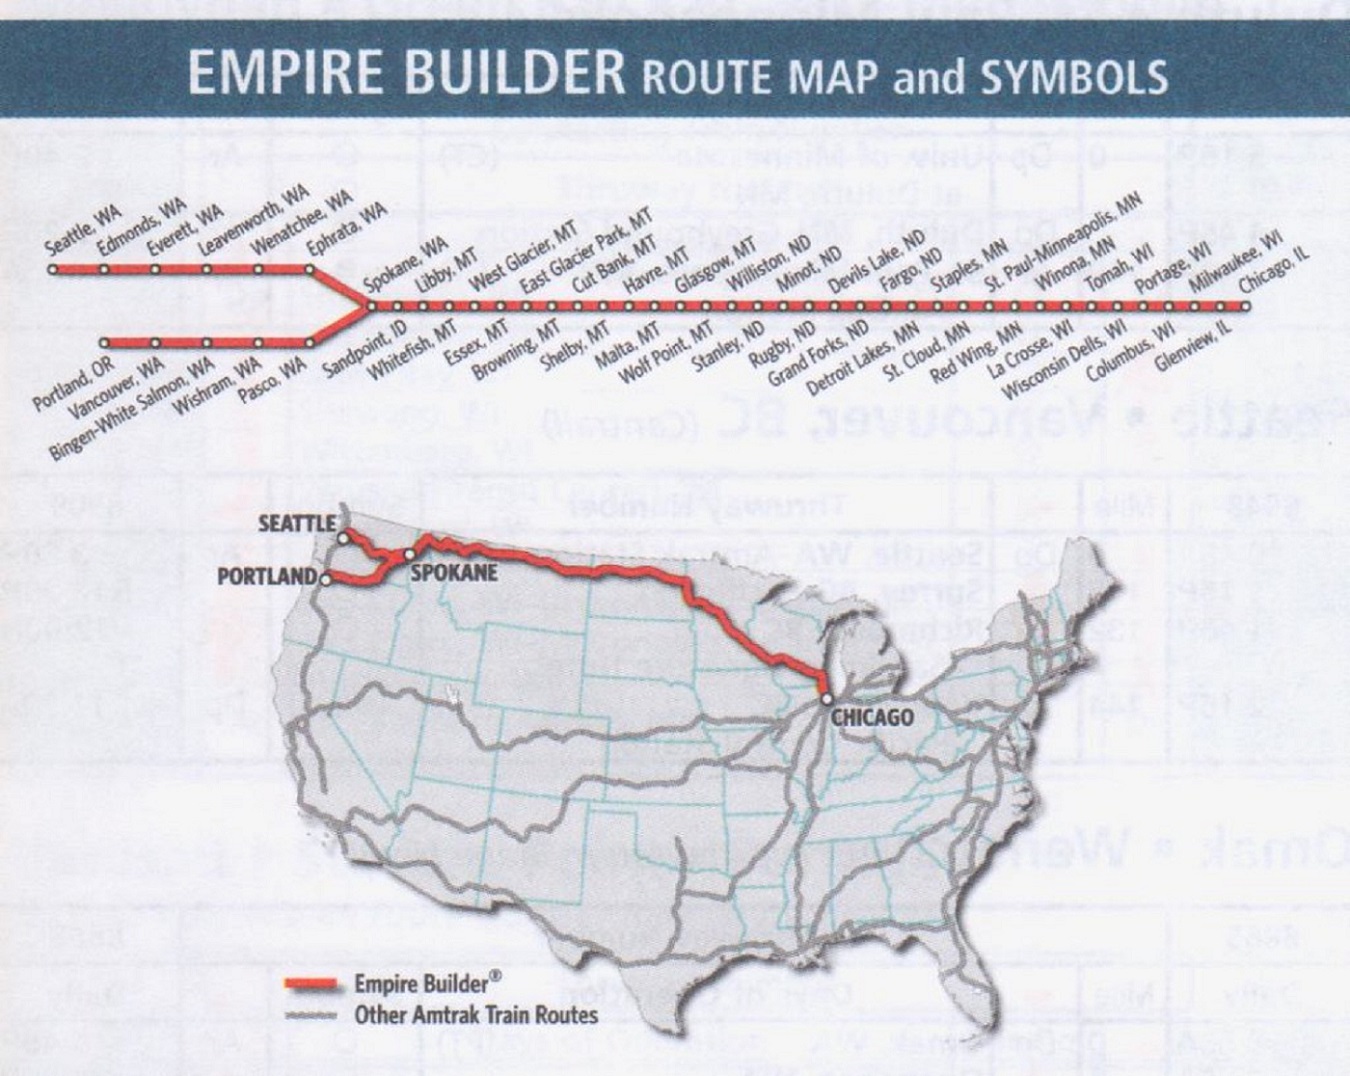 EMPIRE BUILDER ROUTE MAP and SYMBOLS
Seattle, WA
Edmonds, WA
Everett, WA
Leavenworth, WA
Wenatchee, WA
Ephrata, WA
Spokane, WA
Libby, MT
West Glacier, MT
East Glacier Park, MT
Cut Bank, MT
Havre, MT
Glasgow, MT
Williston, ND
Minot, ND
Devils Lake, ND
Fargo, ND
Staples, MN
St. Paul-Minneapolis, MN
Winona, MN
Tomah, WI
Portage, WI
Milwaukee, WI
Chicago, IL
Portland, OR
Vancouver, WA
Bingen-White Salmon, WA
Wishram, WA
Pasco, WA
Sandpoint, ID
Whitefish, MT
Essex, MT
Browning, MT
Shelby, MT
Malta, MT
Wolf Point, MT
Stanley, ND
Rugby, ND
Grand Forks, ND
Detroit Lakes, MN
St. Cloud, MN
Red Wing, MN
La Crosse, WI
Wisconsin Dells, WI
Columbus, WI
Glenview, IL
SEATTLE
PORTLAND
SPOKANE
CHICAGO
Empire Builder®
Other Amtrak Train Routes